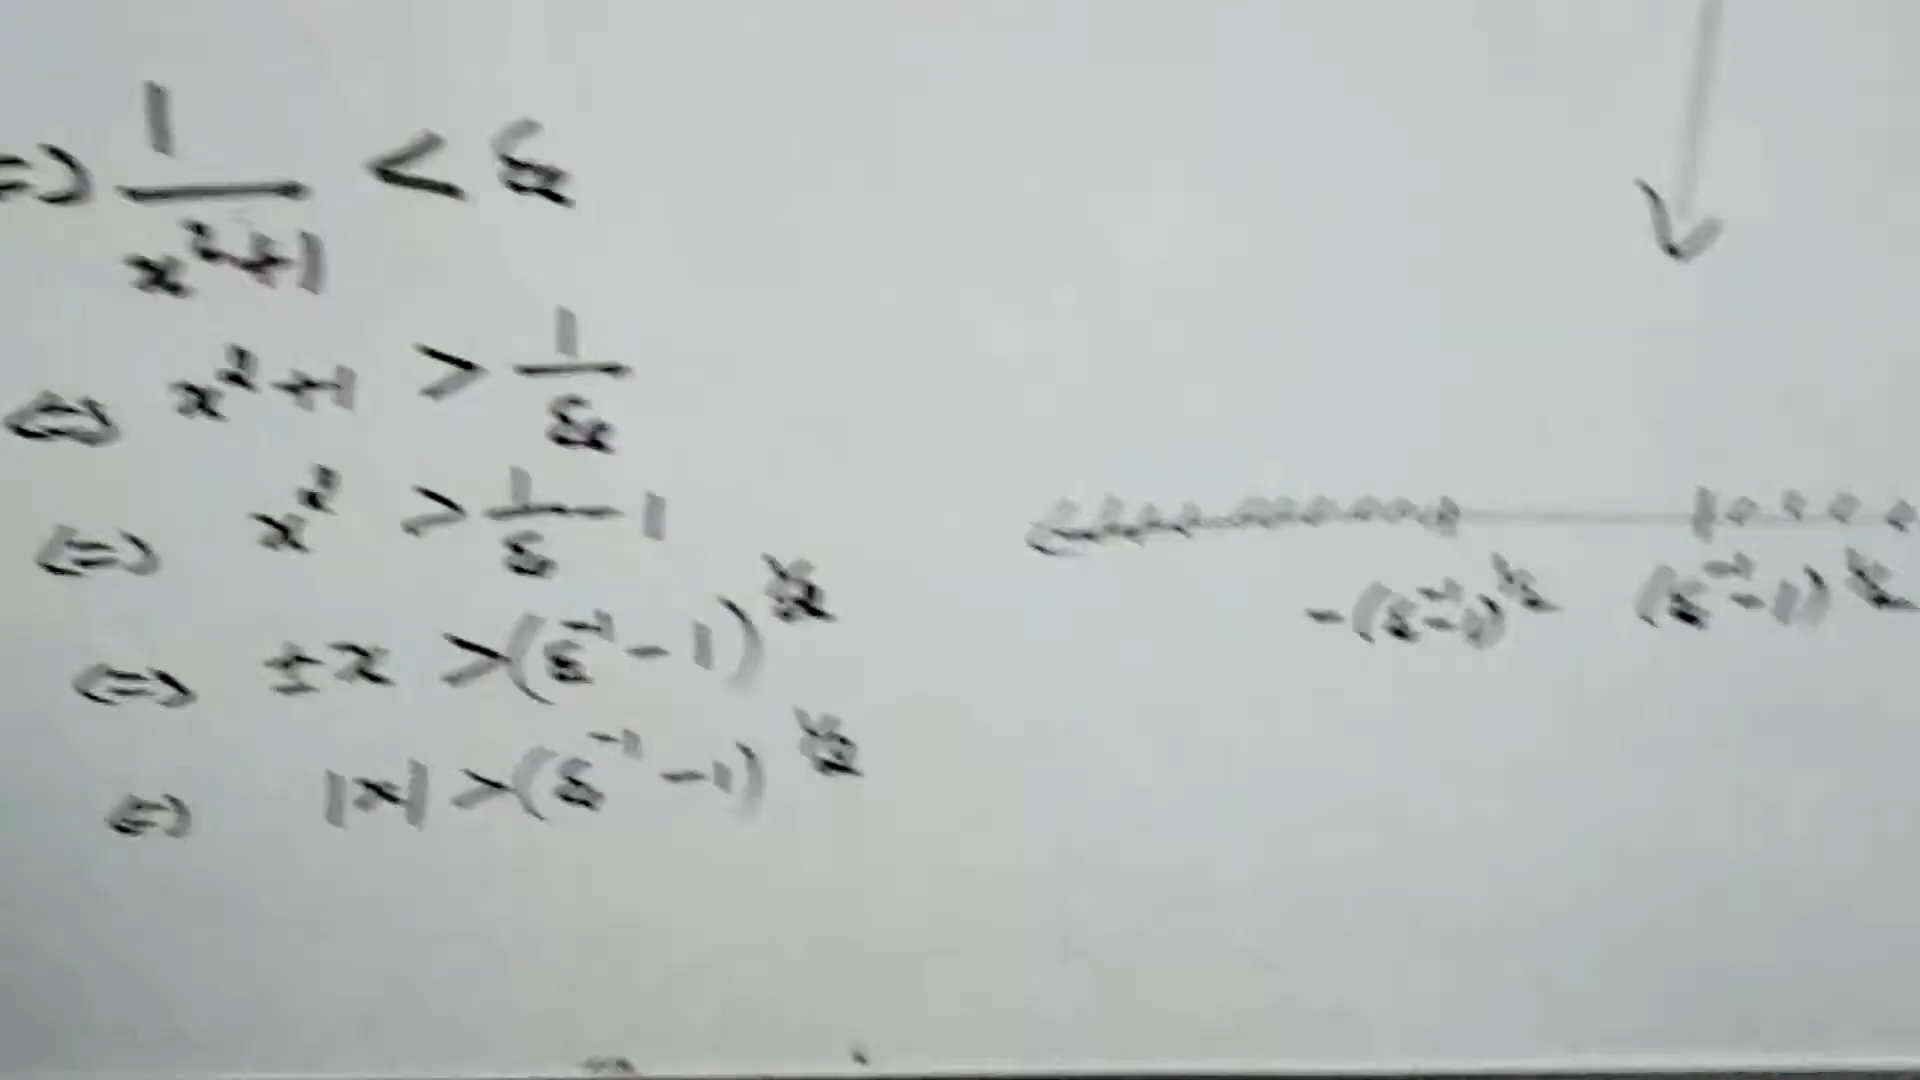 ⇒ 1/(x²+1) < ε
⇔ x²+1 > 1/ε
⇔ x² > 1/ε - 1
⇔ ±x > (ε⁻¹ - 1)^½
⇔ |x| > (ε⁻¹ - 1)^½
-(ε⁻¹-1)^½ (ε⁻¹-1)^½